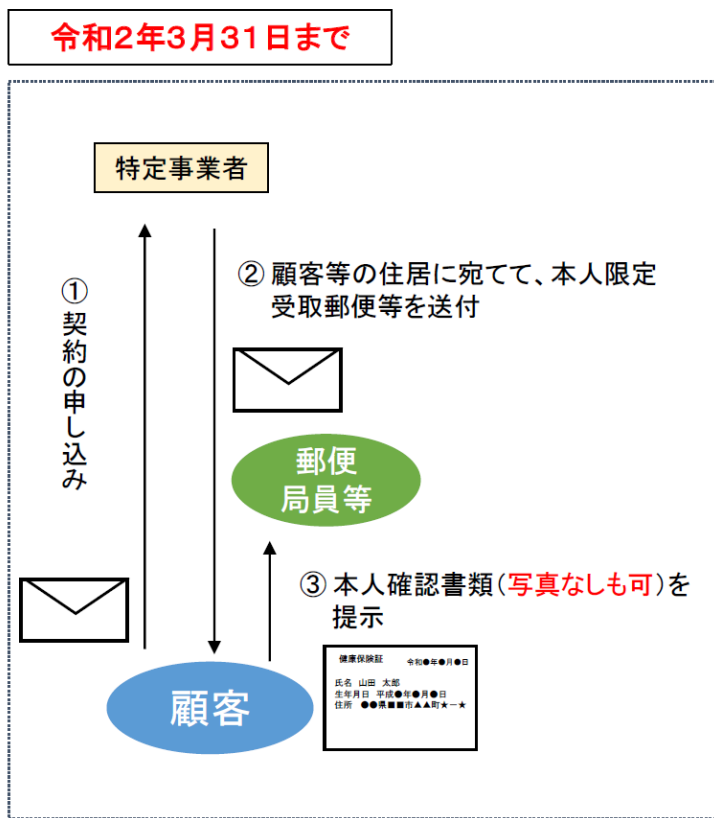 令和2年3月31日まで
特定事業者
① 契約の申し込み
② 顧客等の住居に宛てて、本人限定
受取郵便等を送付
郵便
局員等
③ 本人確認書類(写真なしも可)を
提示
顧客
健康保険証 令和●年●月●日
氏名 山田 太郎
生年月日 平成●年●月●日
住所 ●●県■■市▲▲町★ー★